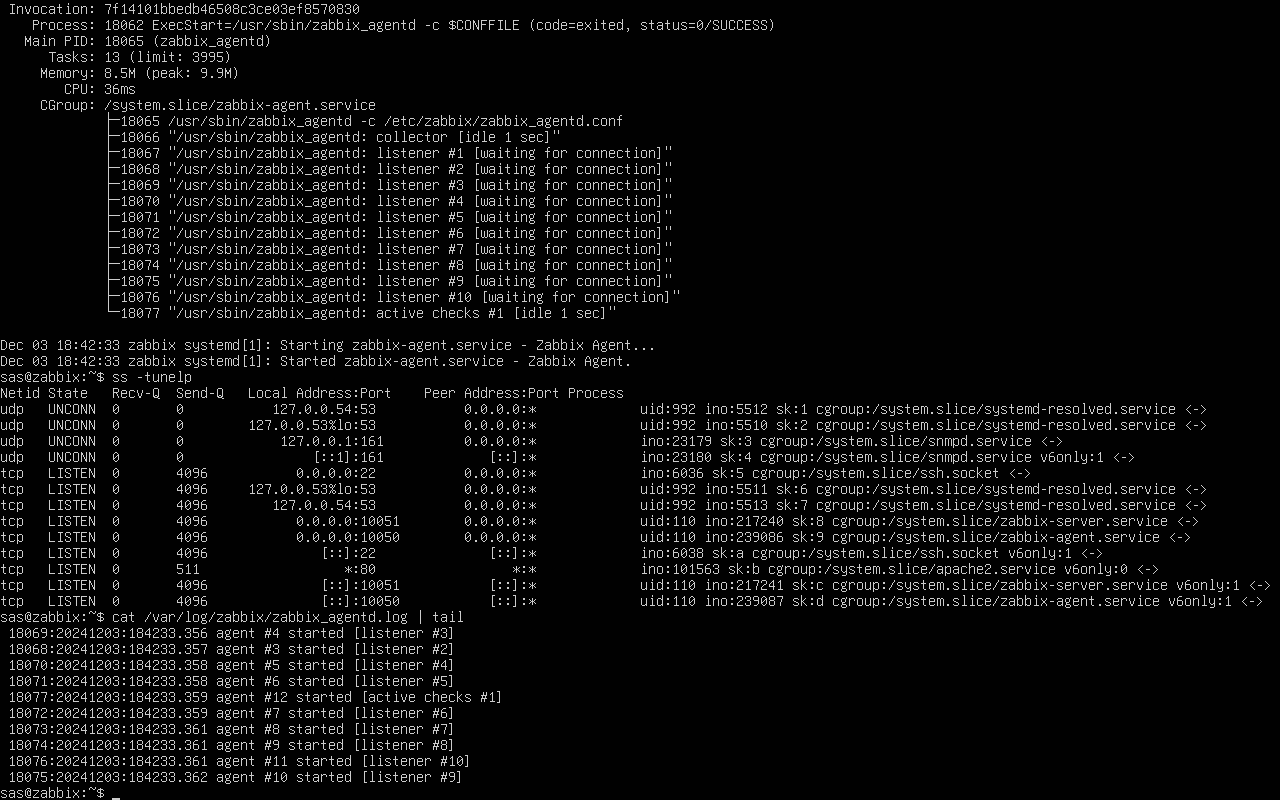 Invocation: 7f14101bbedb46508c3ce03ef8570830
Process: 18062 ExecStart=/usr/sbin/zabbix_agentd -c $CONFFILE (code=exited, status=0/SUCCESS)
Main PID: 18065 (zabbix_agentd)
Tasks: 13 (limit: 3995)
Memory: 8.5M (peak: 9.9M)
CPU: 36ms
CGroup: /system.slice/zabbix-agent.service
├─18065 /usr/sbin/zabbix_agentd -c /etc/zabbix/zabbix_agentd.conf
├─18066 "/usr/sbin/zabbix_agentd: collector [idle 1 sec]"
├─18067 "/usr/sbin/zabbix_agentd: listener #1 [waiting for connection]"
├─18068 "/usr/sbin/zabbix_agentd: listener #2 [waiting for connection]"
├─18069 "/usr/sbin/zabbix_agentd: listener #3 [waiting for connection]"
├─18070 "/usr/sbin/zabbix_agentd: listener #4 [waiting for connection]"
├─18071 "/usr/sbin/zabbix_agentd: listener #5 [waiting for connection]"
├─18072 "/usr/sbin/zabbix_agentd: listener #6 [waiting for connection]"
├─18073 "/usr/sbin/zabbix_agentd: listener #7 [waiting for connection]"
├─18074 "/usr/sbin/zabbix_agentd: listener #8 [waiting for connection]"
├─18075 "/usr/sbin/zabbix_agentd: listener #9 [waiting for connection]"
├─18076 "/usr/sbin/zabbix_agentd: listener #10 [waiting for connection]"
└─18077 "/usr/sbin/zabbix_agentd: active checks #1 [idle 1 sec]"
Dec 03 18:42:33 zabbix systemd[1]: Starting zabbix-agent.service - Zabbix Agent...
Dec 03 18:42:33 zabbix systemd[1]: Started zabbix-agent.service - Zabbix Agent.
sas@zabbix:~$ ss -tunelp
Netid State Recv-Q Send-Q Local Address:Port Peer Address:Port Process
udp UNCONN 0 0 127.0.0.54:53 0.0.0.0:* uid:992 ino:5512 sk:1 cgroup:/system.slice/systemd-resolved.service <->
udp UNCONN 0 0 127.0.0.53%lo:53 0.0.0.0:* uid:992 ino:5510 sk:2 cgroup:/system.slice/systemd-resolved.service <->
udp UNCONN 0 0 127.0.0.1:161 0.0.0.0:* ino:23179 sk:3 cgroup:/system.slice/snmpd.service <->
udp UNCONN 0 0 [::1]:161 [::]:* ino:23180 sk:4 cgroup:/system.slice/snmpd.service v6only:1 <->
tcp LISTEN 0 4096 0.0.0.0:22 0.0.0.0:* ino:6036 sk:5 cgroup:/system.slice/ssh.socket <->
tcp LISTEN 0 4096 127.0.0.53%lo:53 0.0.0.0:* uid:992 ino:5511 sk:6 cgroup:/system.slice/systemd-resolved.service <->
tcp LISTEN 0 4096 127.0.0.54:53 0.0.0.0:* uid:992 ino:5513 sk:7 cgroup:/system.slice/systemd-resolved.service <->
tcp LISTEN 0 4096 0.0.0.0:10051 0.0.0.0:* uid:110 ino:217240 sk:8 cgroup:/system.slice/zabbix-server.service <->
tcp LISTEN 0 4096 0.0.0.0:10050 0.0.0.0:* uid:110 ino:239086 sk:9 cgroup:/system.slice/zabbix-agent.service <->
tcp LISTEN 0 4096 [::]:22 [::]:* ino:6038 sk:a cgroup:/system.slice/ssh.socket v6only:1 <->
tcp LISTEN 0 511 *:80 *:* ino:101563 sk:b cgroup:/system.slice/apache2.service v6only:0 <->
tcp LISTEN 0 4096 [::]:10051 [::]:* uid:110 ino:217241 sk:c cgroup:/system.slice/zabbix-server.service v6only:1 <->
tcp LISTEN 0 4096 [::]:10050 [::]:* uid:110 ino:239087 sk:d cgroup:/system.slice/zabbix-agent.service v6only:1 <->
sas@zabbix:~$ cat /var/log/zabbix/zabbix_agentd.log | tail
18069:20241203:184233.356 agent #4 started [listener #3]
18068:20241203:184233.357 agent #3 started [listener #2]
18070:20241203:184233.358 agent #5 started [listener #4]
18071:20241203:184233.358 agent #6 started [listener #5]
18077:20241203:184233.359 agent #12 started [active checks #1]
18072:20241203:184233.359 agent #7 started [listener #6]
18073:20241203:184233.361 agent #8 started [listener #7]
18074:20241203:184233.361 agent #9 started [listener #8]
18076:20241203:184233.361 agent #11 started [listener #10]
18075:20241203:184233.362 agent #10 started [listener #9]
sas@zabbix:~$ _